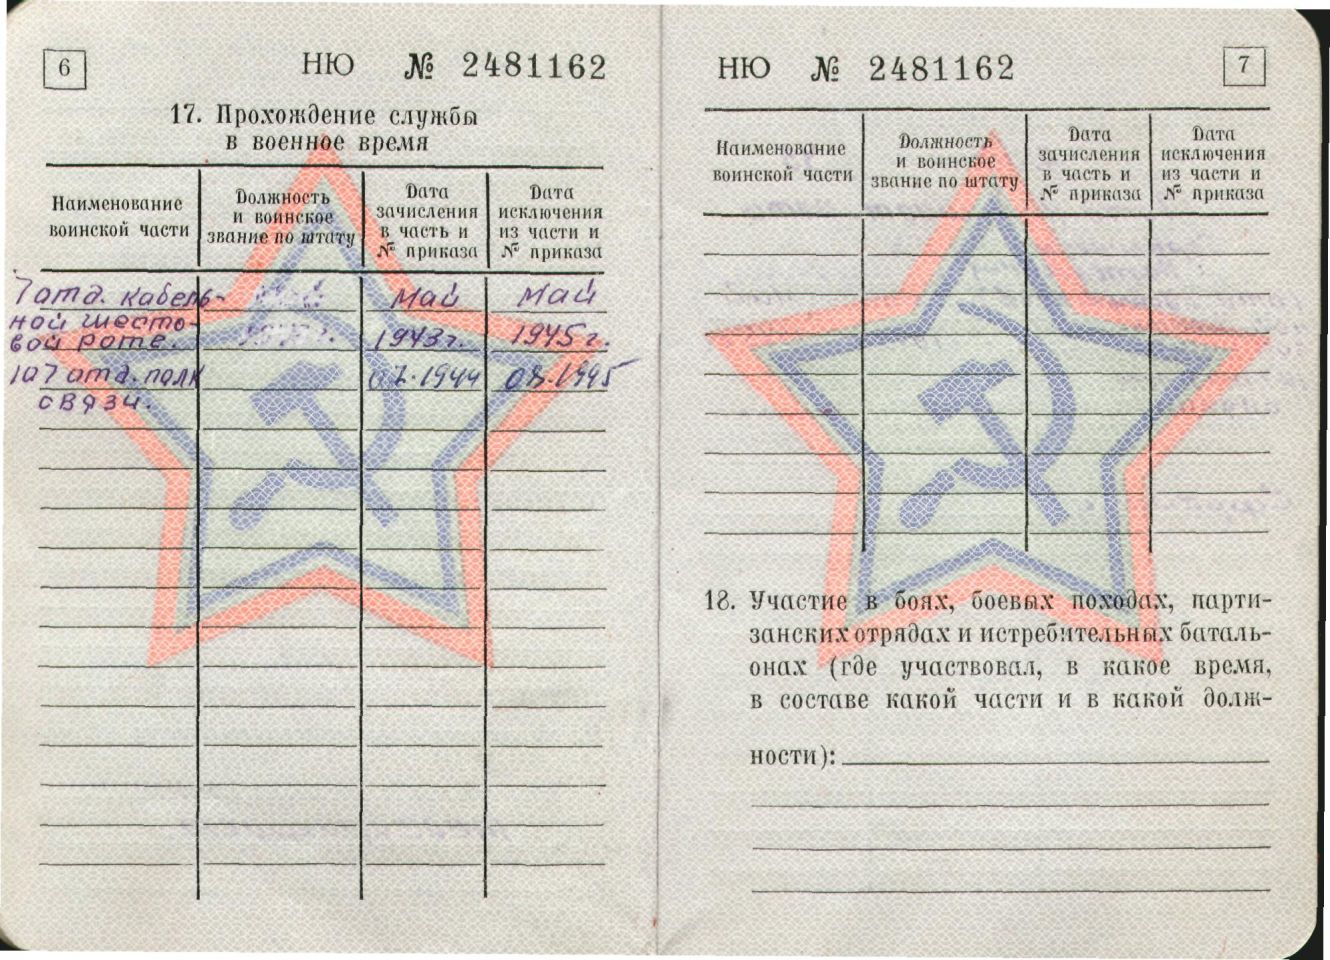 6
НЮ № 2481162
17. Прохождение службы
в военное время
Наименование
воинской части
Должность
и воинское
звание по штату
Дата
зачисления
в часть и
№ приказа
Дата
исключения
из части и
№ приказа
7 отд. кабель-
ной шесто-
вой роте.
Май
1943 г.
Май
1945 г.
107 отд. полк
связи.
07.1944
08.1945
НЮ № 2481162
7
Наименование
воинской части
Должность
и воинское
звание по штату
Дата
зачисления
в часть и
№ приказа
Дата
исключения
из части и
№ приказа
18. Участие в боях, боевых походах, парти-
занских отрядах и истребительных баталь-
онах (где участвовал, в какое время,
в составе какой части и в какой долж-
ности):